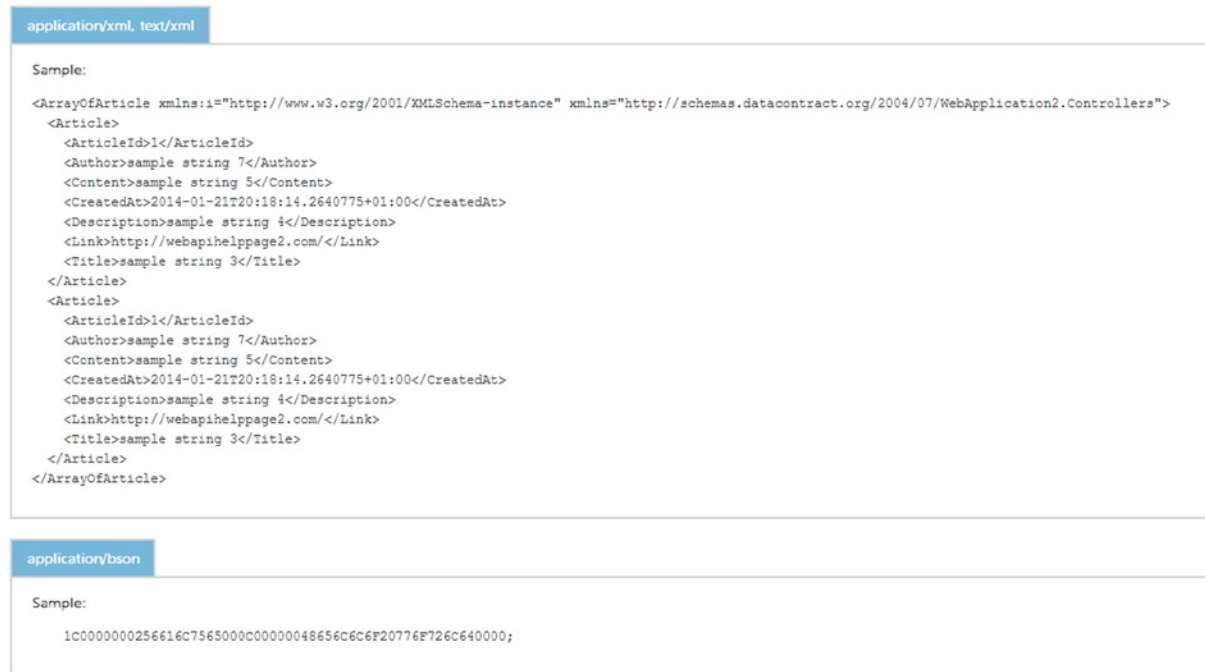 application/xml, text/xml
Sample:
<ArrayOfArticle xmlns:i="http://www.w3.org/2001/XMLSchema-instance" xmlns="http://schemas.datacontract.org/2004/07/WebApplication2.Controllers">
  <Article>
    <ArticleId>1</ArticleId>
    <Author>sample string 7</Author>
    <Content>sample string 5</Content>
    <CreatedAt>2014-01-21T20:18:14.2640775+01:00</CreatedAt>
    <Description>sample string 4</Description>
    <Link>http://webapihelppage2.com/</Link>
    <Title>sample string 3</Title>
  </Article>
  <Article>
    <ArticleId>1</ArticleId>
    <Author>sample string 7</Author>
    <Content>sample string 5</Content>
    <CreatedAt>2014-01-21T20:18:14.2640775+01:00</CreatedAt>
    <Description>sample string 4</Description>
    <Link>http://webapihelppage2.com/</Link>
    <Title>sample string 3</Title>
  </Article>
</ArrayOfArticle>
application/bson
Sample:
1C0000000256616C7565000C00000048656C6C6F20776F726C640000;